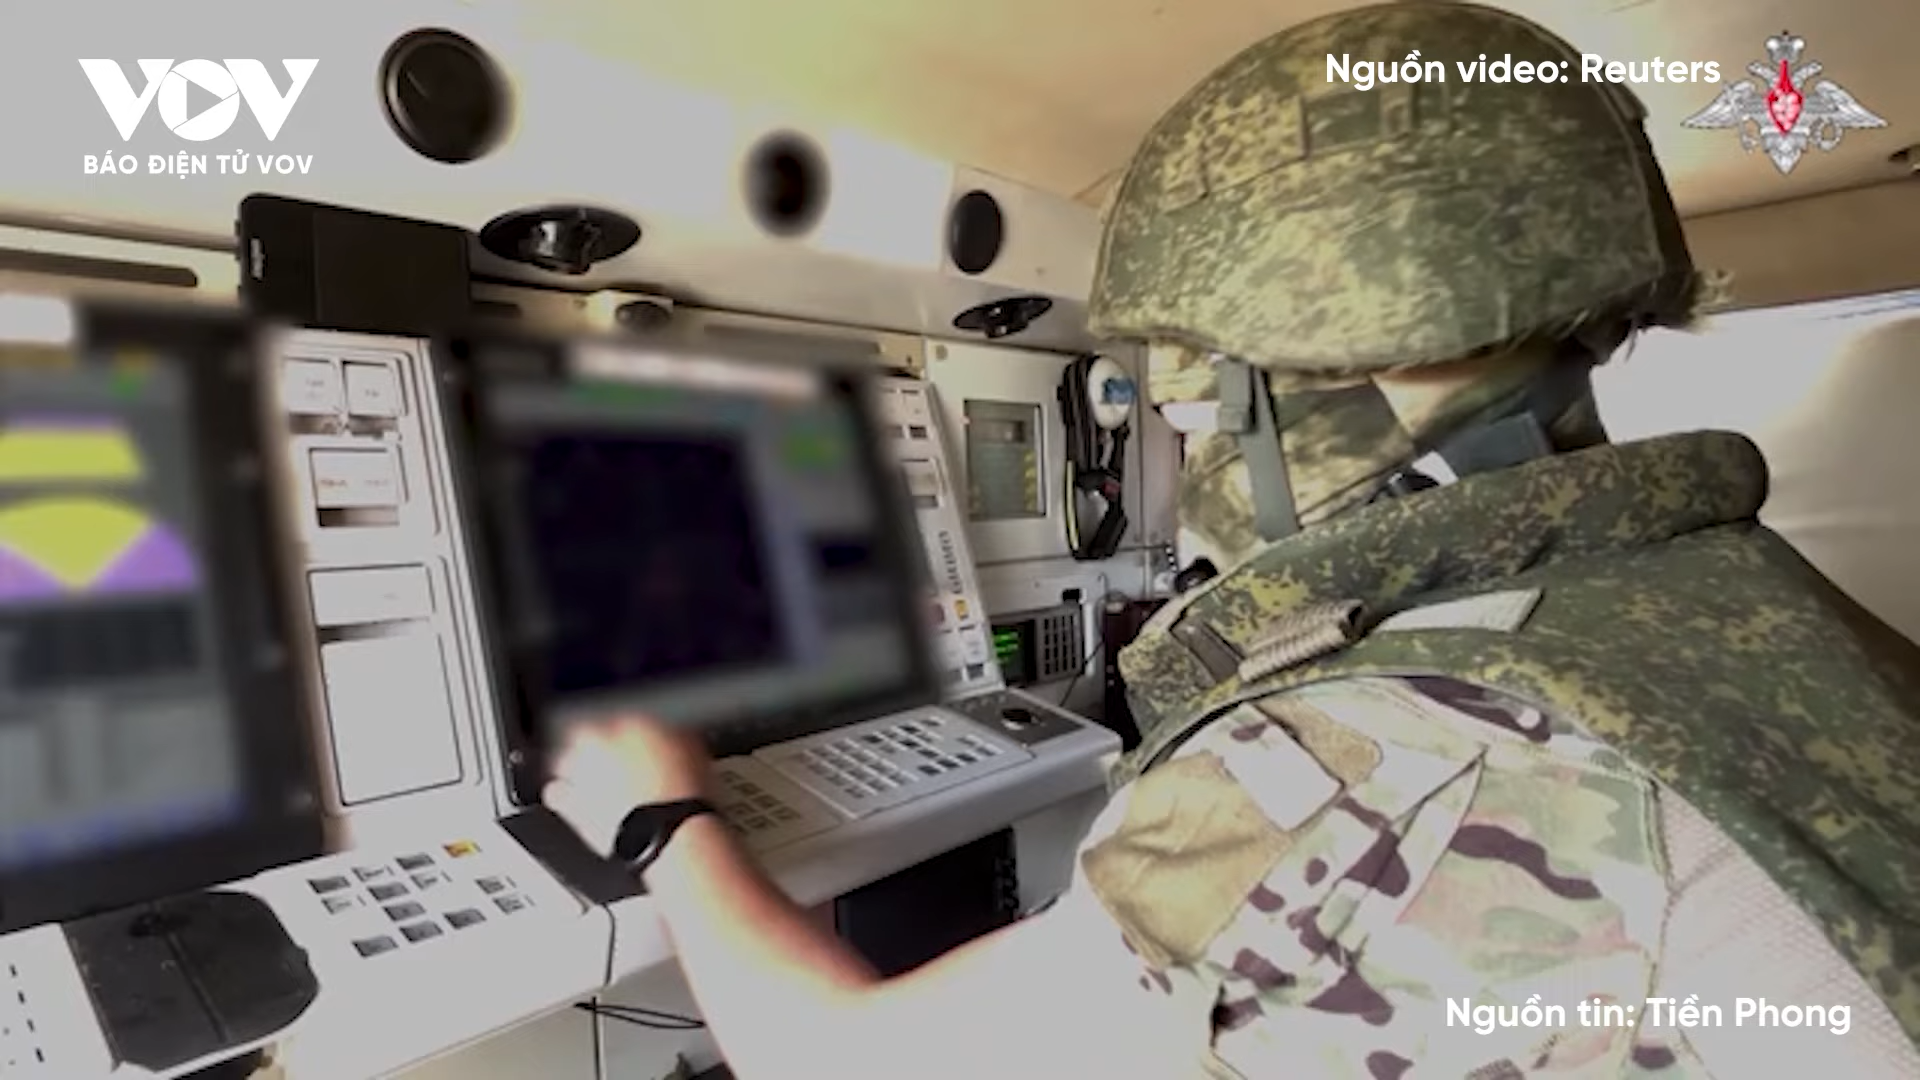 VOV
BÁO ĐIỆN TỬ VOV
Nguồn video: Reuters
Nguồn tin: Tiền Phong